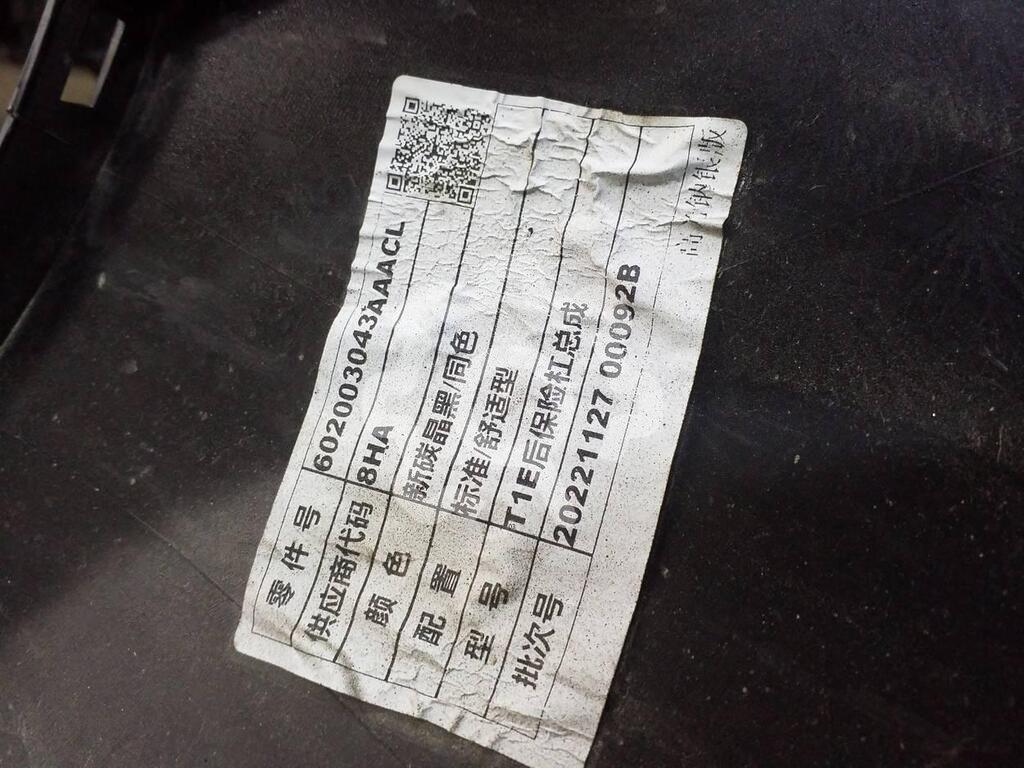 零件号 602003043AAACL
供应商代码 8HA
颜色 新碳晶黑/同色
配置 标准/舒适型
型号 T1E后保险杠总成
批次号 20221127 00092B